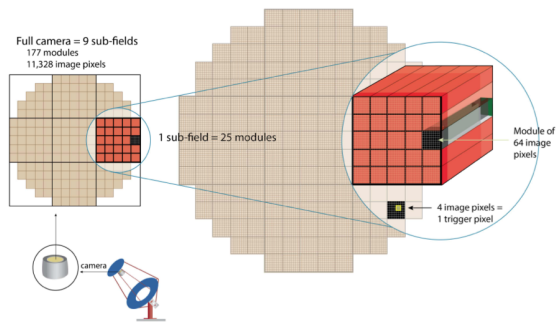 Full camera = 9 sub-fields
177 modules
11,328 image pixels
1 sub-field = 25 modules
Module of
64 image
pixels
4 image pixels =
1 trigger pixel
camera